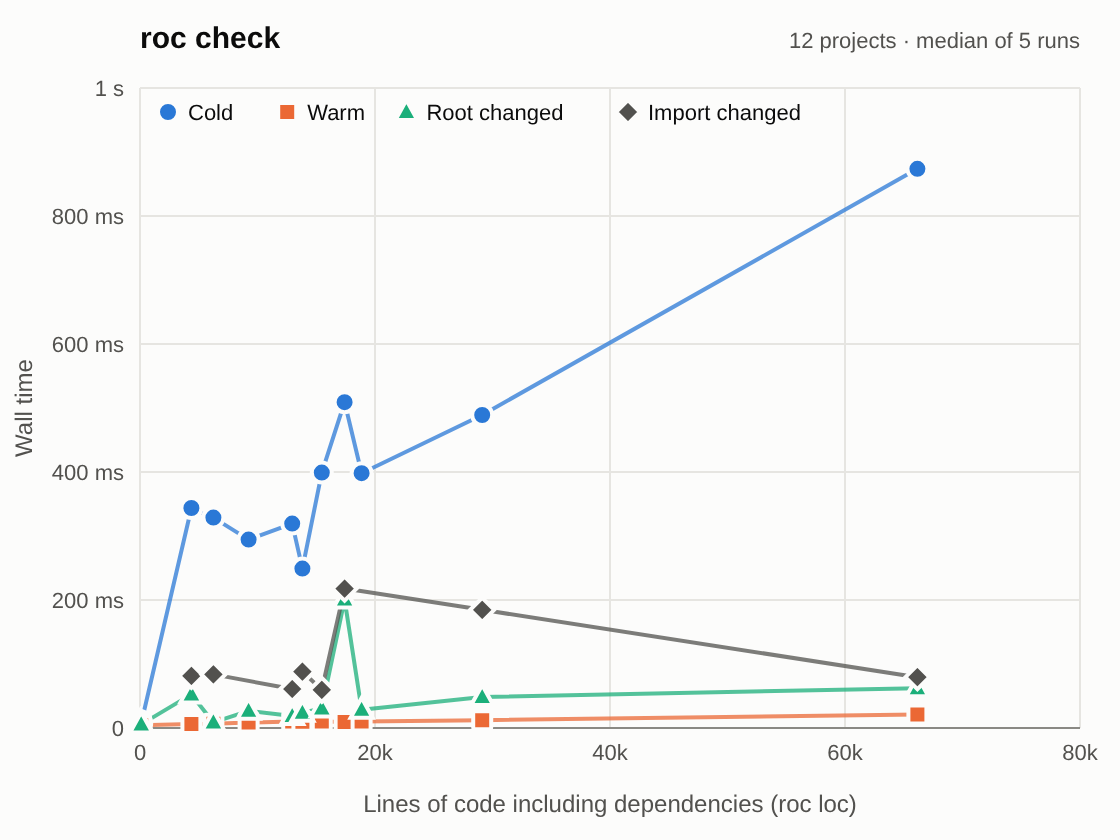 roc check
12 projects · median of 5 runs
1 s
Cold Warm Root changed Import changed
800 ms
600 ms
Wall time
400 ms
200 ms
0
0 20k 40k 60k 80k
Lines of code including dependencies (roc loc)